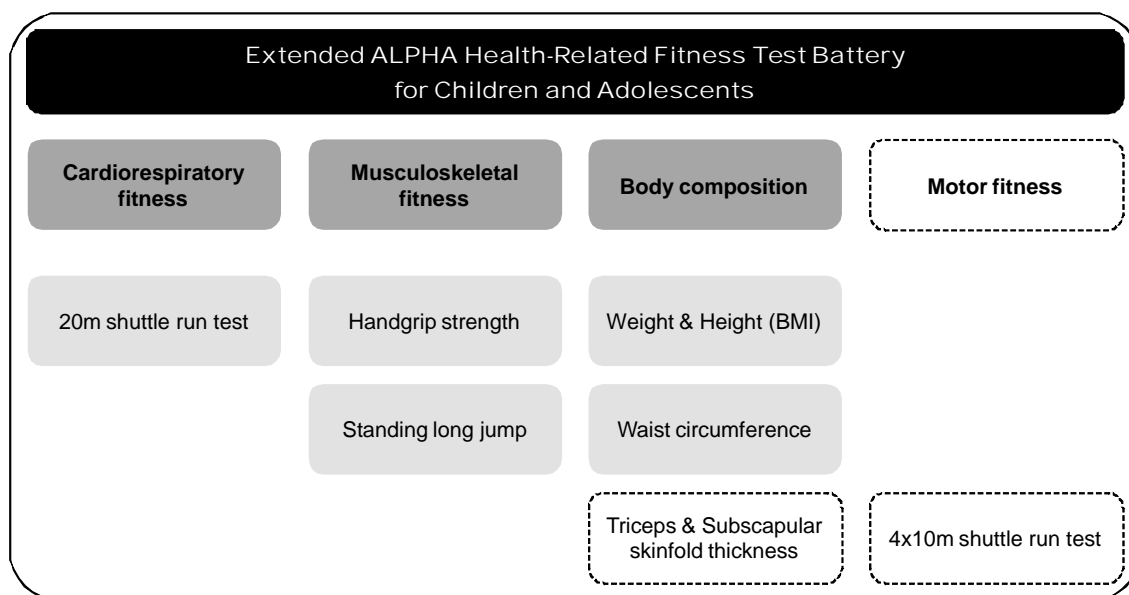 Extended ALPHA Health-Related Fitness Test Battery
for Children and Adolescents
Cardiorespiratory
fitness
Musculoskeletal
fitness
Body composition
Motor fitness
20m shuttle run test
Handgrip strength
Weight & Height (BMI)
Standing long jump
Waist circumference
Triceps & Subscapular
skinfold thickness
4x10m shuttle run test